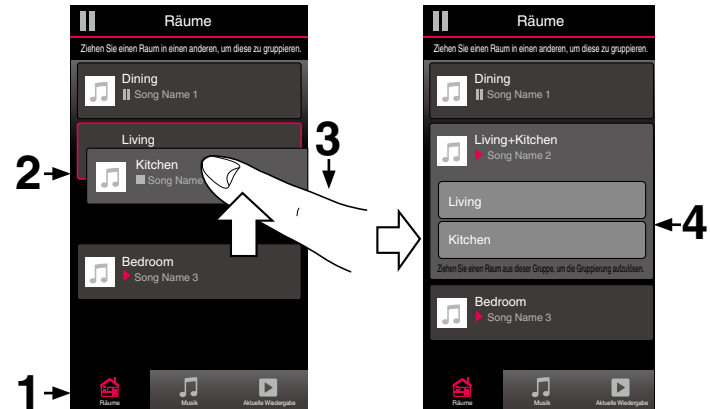 Räume
Ziehen Sie einen Raum in einen anderen, um diese zu gruppieren.
Dining
Song Name 1
Living
Kitchen
Song Name
Bedroom
Song Name 3
Räume
Musik
Aktuelle Wiedergabe
1
2
3
Räume
Ziehen Sie einen Raum in einen anderen, um diese zu gruppieren.
Dining
Song Name 1
Living+Kitchen
Song Name 2
Living
Kitchen
Ziehen Sie einen Raum aus dieser Gruppe, um die Gruppierung aufzulösen.
Bedroom
Song Name 3
Räume
Musik
Aktuelle Wiedergabe
4